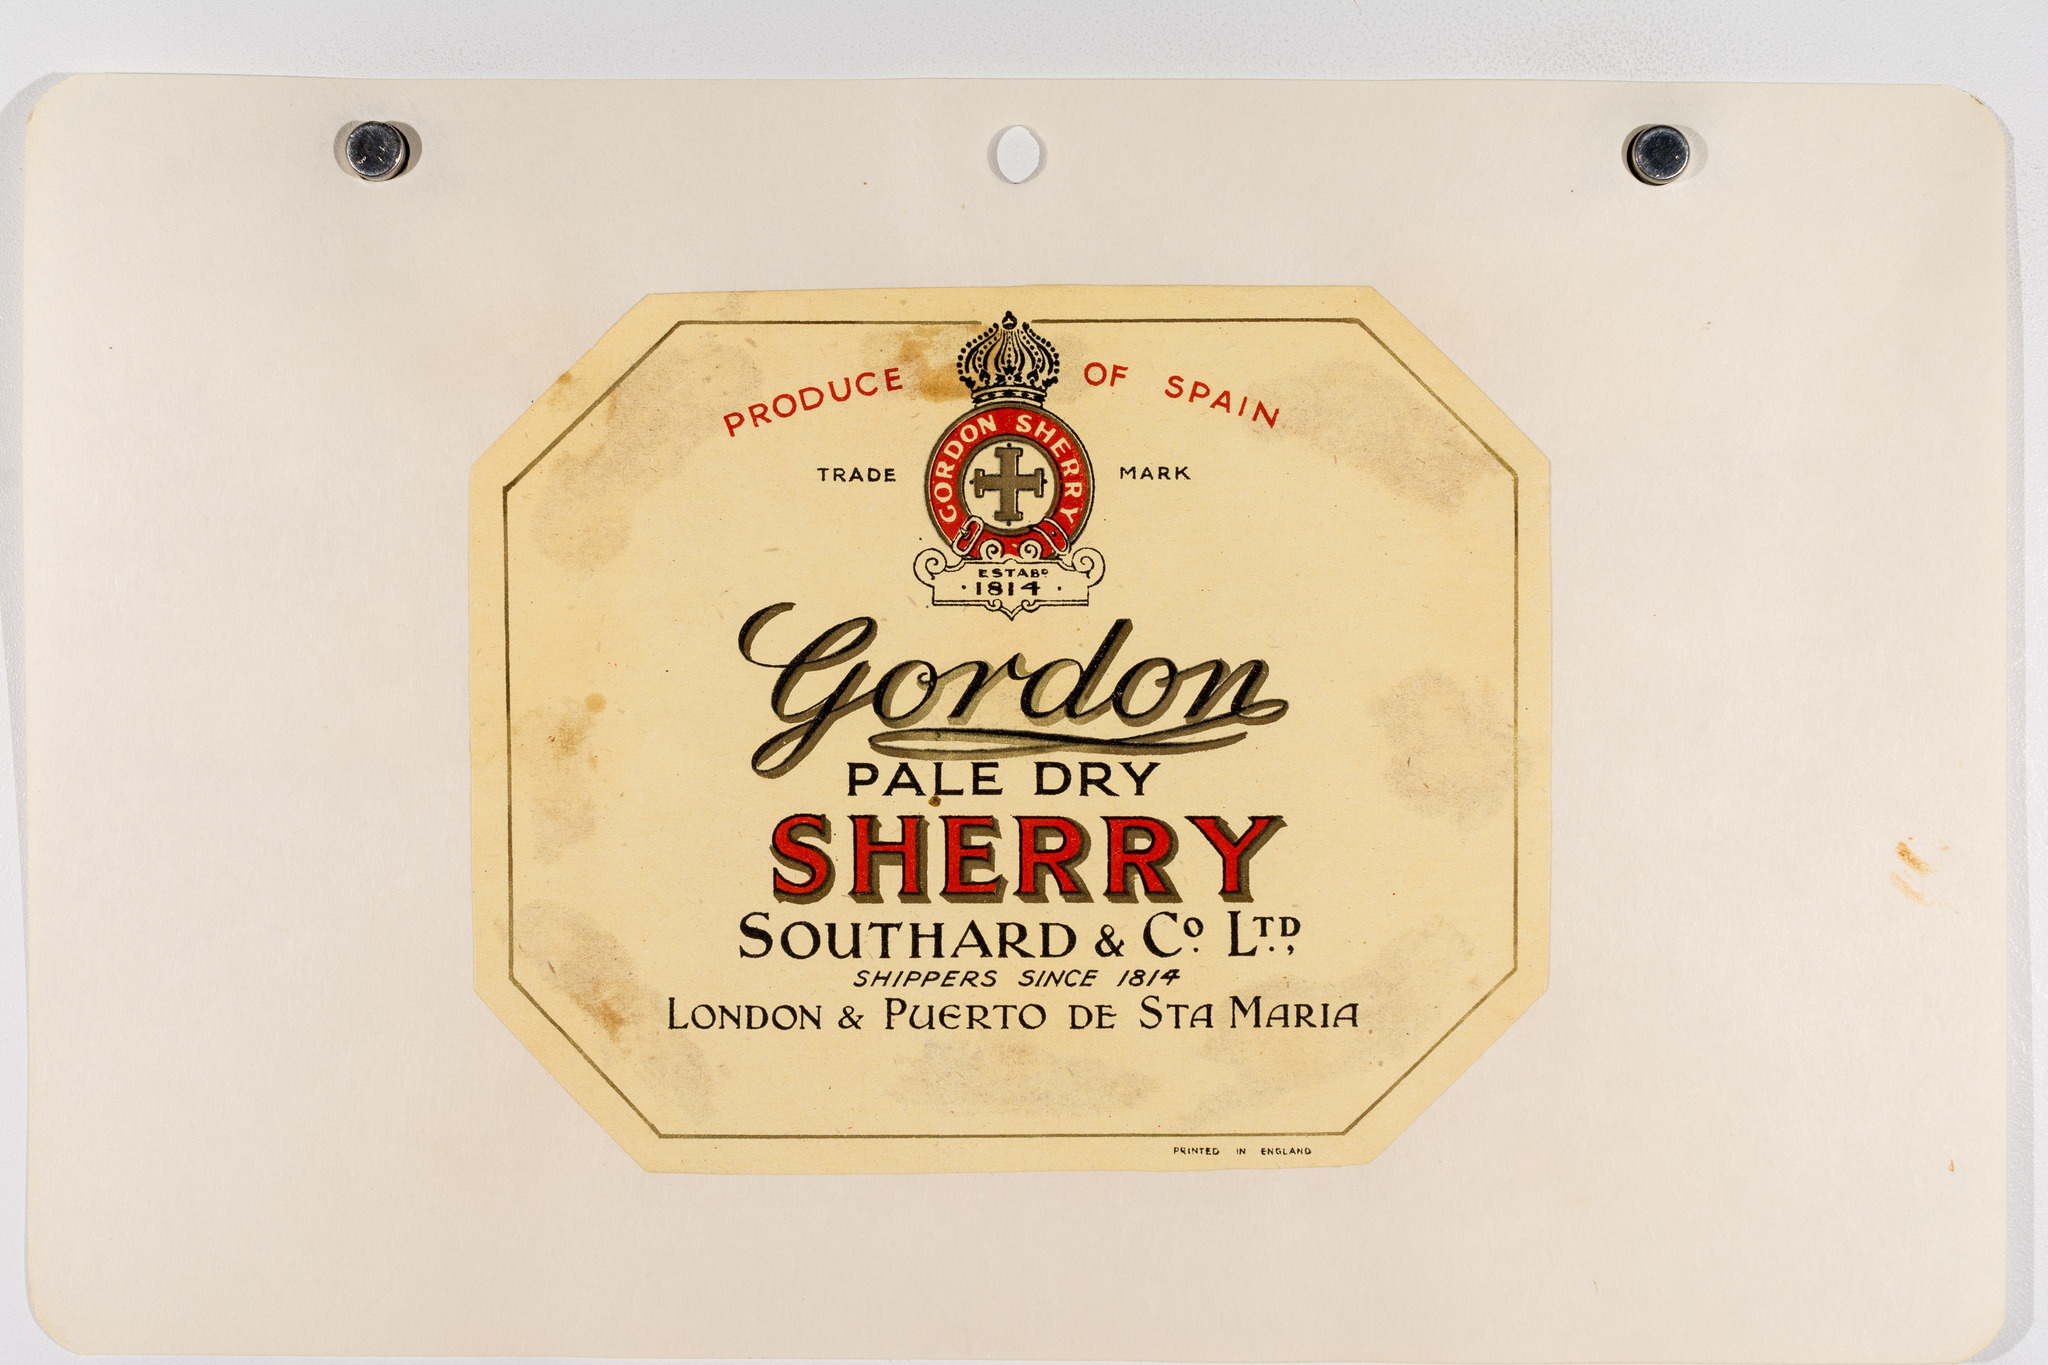 PRODUCE OF SPAIN
TRADE MARK
GORDON SHERRY
ESTABD
·1814·
Gordon
PALE DRY
SHERRY
SOUTHARD & Co. LTD,
SHIPPERS SINCE 1814
LONDON & PUERTO DE STA MARIA
PRINTED IN ENGLAND